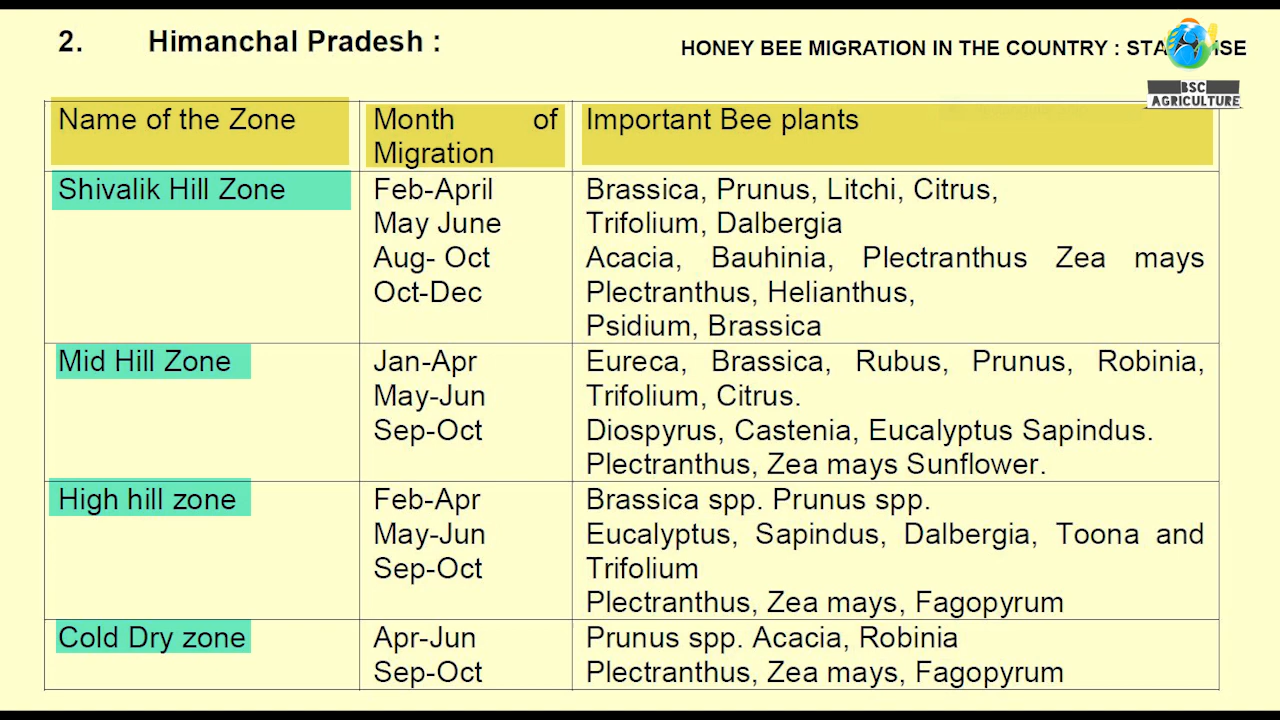 2. Himanchal Pradesh :
HONEY BEE MIGRATION IN THE COUNTRY :
BSC
AGRICULTURE
Name of the Zone
Month of
Migration
Important Bee plants
Shivalik Hill Zone
Feb-April
May June
Aug- Oct
Oct-Dec
Brassica, Prunus, Litchi, Citrus,
Trifolium, Dalbergia
Acacia, Bauhinia, Plectranthus Zea mays
Plectranthus, Helianthus,
Psidium, Brassica
Mid Hill Zone
Jan-Apr
May-Jun
Sep-Oct
Eureca, Brassica, Rubus, Prunus, Robinia,
Trifolium, Citrus.
Diospyrus, Castenia, Eucalyptus Sapindus.
Plectranthus, Zea mays Sunflower.
High hill zone
Feb-Apr
May-Jun
Sep-Oct
Brassica spp. Prunus spp.
Eucalyptus, Sapindus, Dalbergia, Toona and
Trifolium
Plectranthus, Zea mays, Fagopyrum
Cold Dry zone
Apr-Jun
Sep-Oct
Prunus spp. Acacia, Robinia
Plectranthus, Zea mays, Fagopyrum